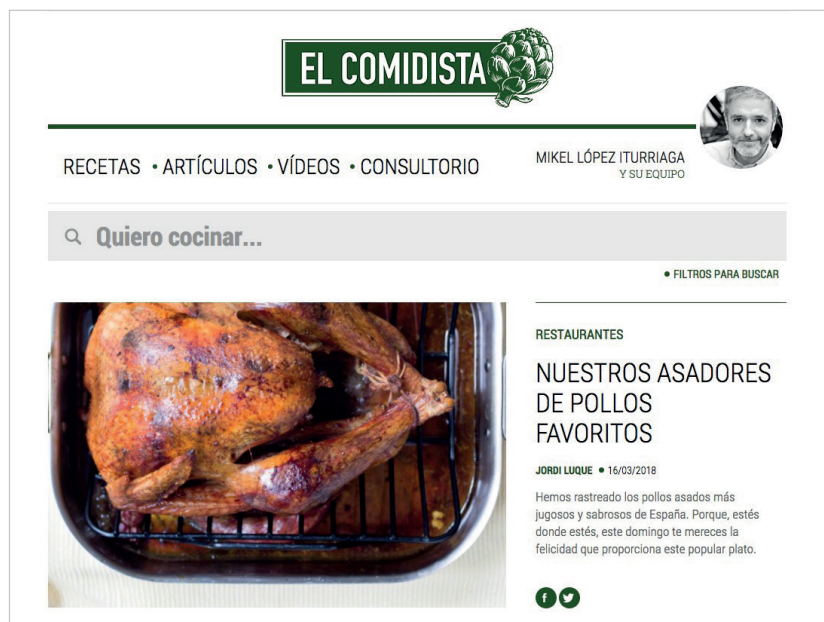 EL COMIDISTA
RECETAS • ARTÍCULOS • VÍDEOS • CONSULTORIO
MIKEL LÓPEZ ITURRIAGA
Y SU EQUIPO
Quiero cocinar...
• FILTROS PARA BUSCAR
RESTAURANTES
NUESTROS ASADORES
DE POLLOS
FAVORITOS
JORDI LUQUE • 16/03/2018
Hemos rastreado los pollos asados más
jugosos y sabrosos de España. Porque, estés
donde estés, este domingo te mereces la
felicidad que proporciona este popular plato.